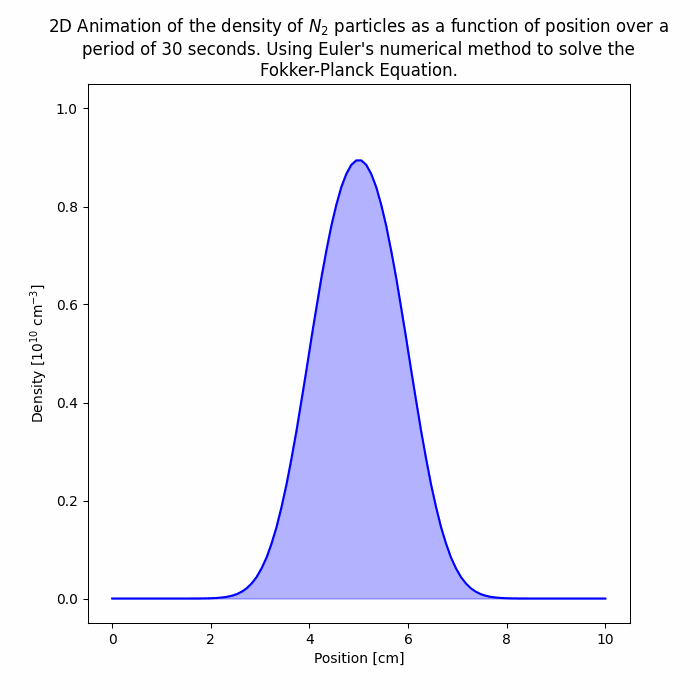 2D Animation of the density of N₂ particles as a function of position over a
period of 30 seconds. Using Euler's numerical method to solve the
Fokker-Planck Equation.
1.0
0.8
0.6
0.4
0.2
0.0
Density [10¹⁰ cm⁻³]
0 2 4 6 8 10
Position [cm]